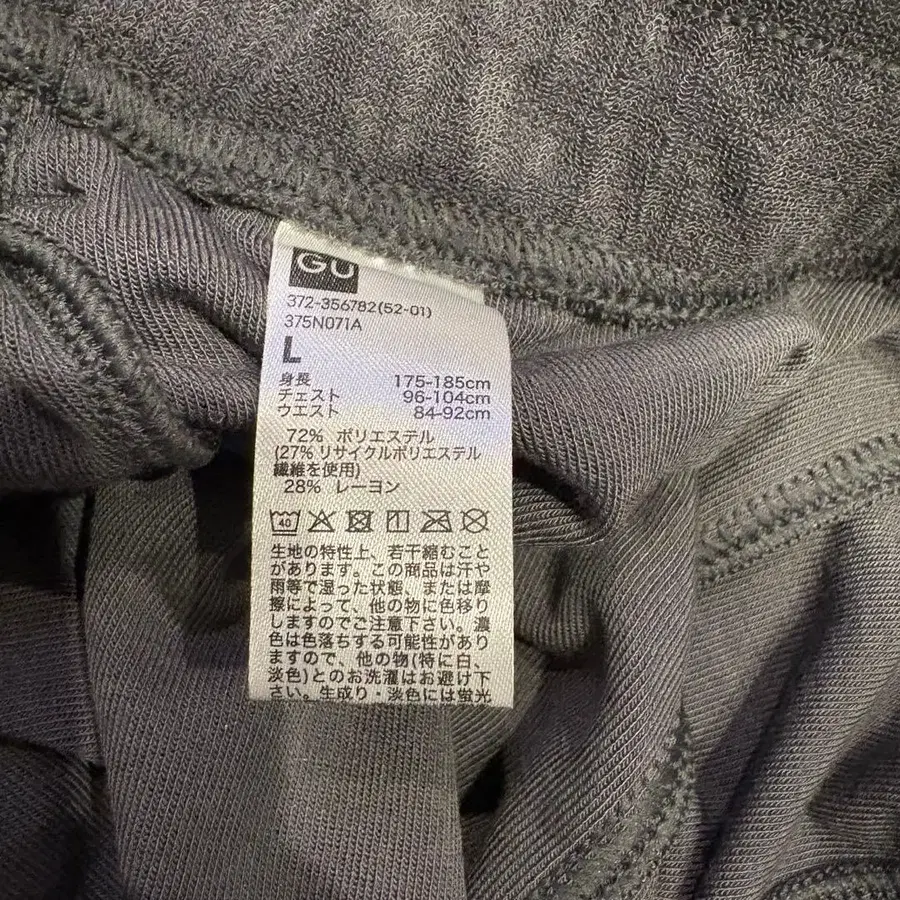 GU
372-356782(52-01)
375N071A
L
身長 175-185cm
チェスト 96-104cm
ウエスト 84-92cm
72% ポリエステル
(27%リサイクルポリエステル
繊維を使用)
28% レーヨン
40
生地の特性上、若干縮むこと
があります。この商品は汗や
雨等で湿った状態、または摩
擦によって、他の物に色移り
しますのでご注意下さい。濃
色は色落ちする可能性があり
ますので、他の物(特に白、
淡色)とのお洗濯はお避け下
さい。生成り・淡色には蛍光